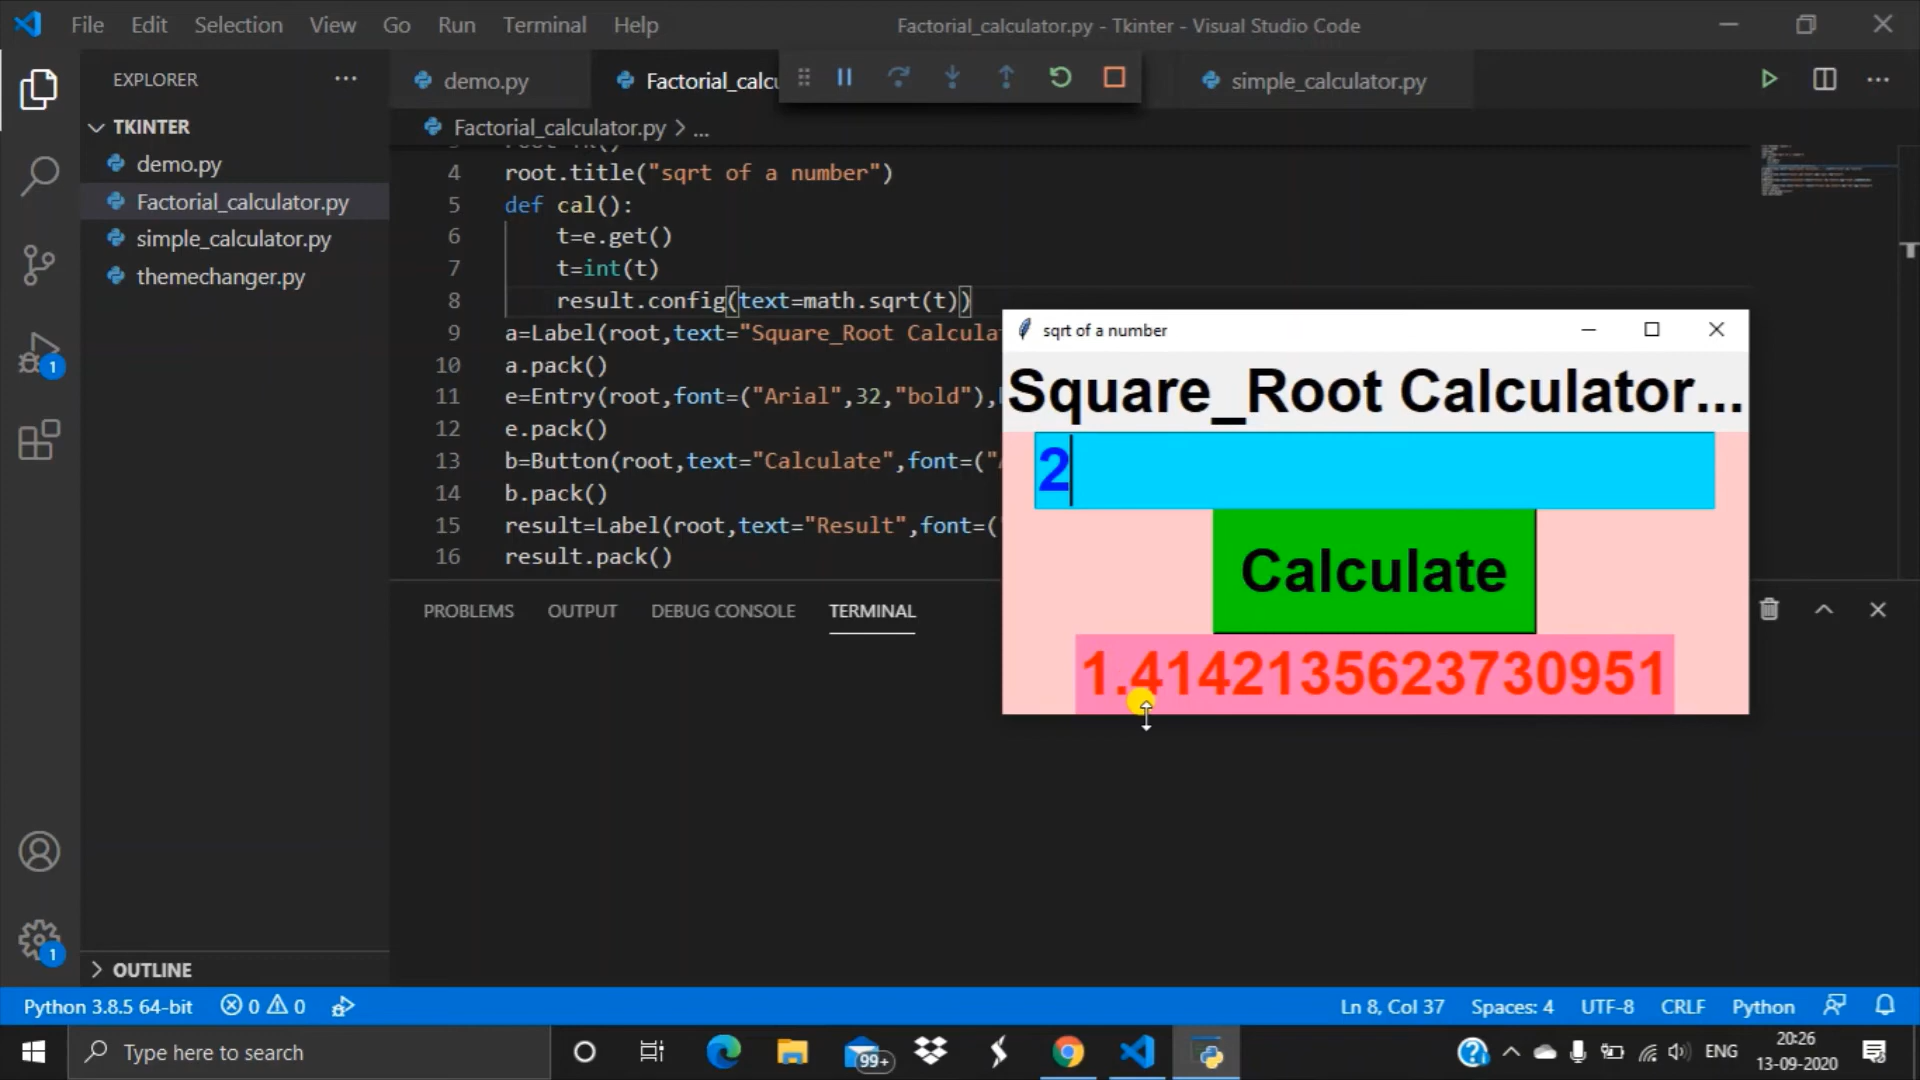 File Edit Selection View Go Run Terminal Help
Factorial_calculator.py - Tkinter - Visual Studio Code
EXPLORER
demo.py
Factorial_calcu
simple_calculator.py
TKINTER
Factorial_calculator.py > ...
demo.py
Factorial_calculator.py
simple_calculator.py
themechanger.py
4 root.title("sqrt of a number")
5 def cal():
6 t=e.get()
7 t=int(t)
8 result.config(text=math.sqrt(t))
9 a=Label(root,text="Square_Root Calculat
10 a.pack()
11 e=Entry(root,font=("Arial",32,"bold"),
12 e.pack()
13 b=Button(root,text="Calculate",font=("
14 b.pack()
15 result=Label(root,text="Result",font=(
16 result.pack()
sqrt of a number
Square_Root Calculator...
2
Calculate
1.4142135623730951
PROBLEMS OUTPUT DEBUG CONSOLE TERMINAL
1
1
OUTLINE
Python 3.8.5 64-bit 0 0
Ln 8, Col 37 Spaces: 4 UTF-8 CRLF Python
Type here to search
99+
ENG
20:26
13-09-2020